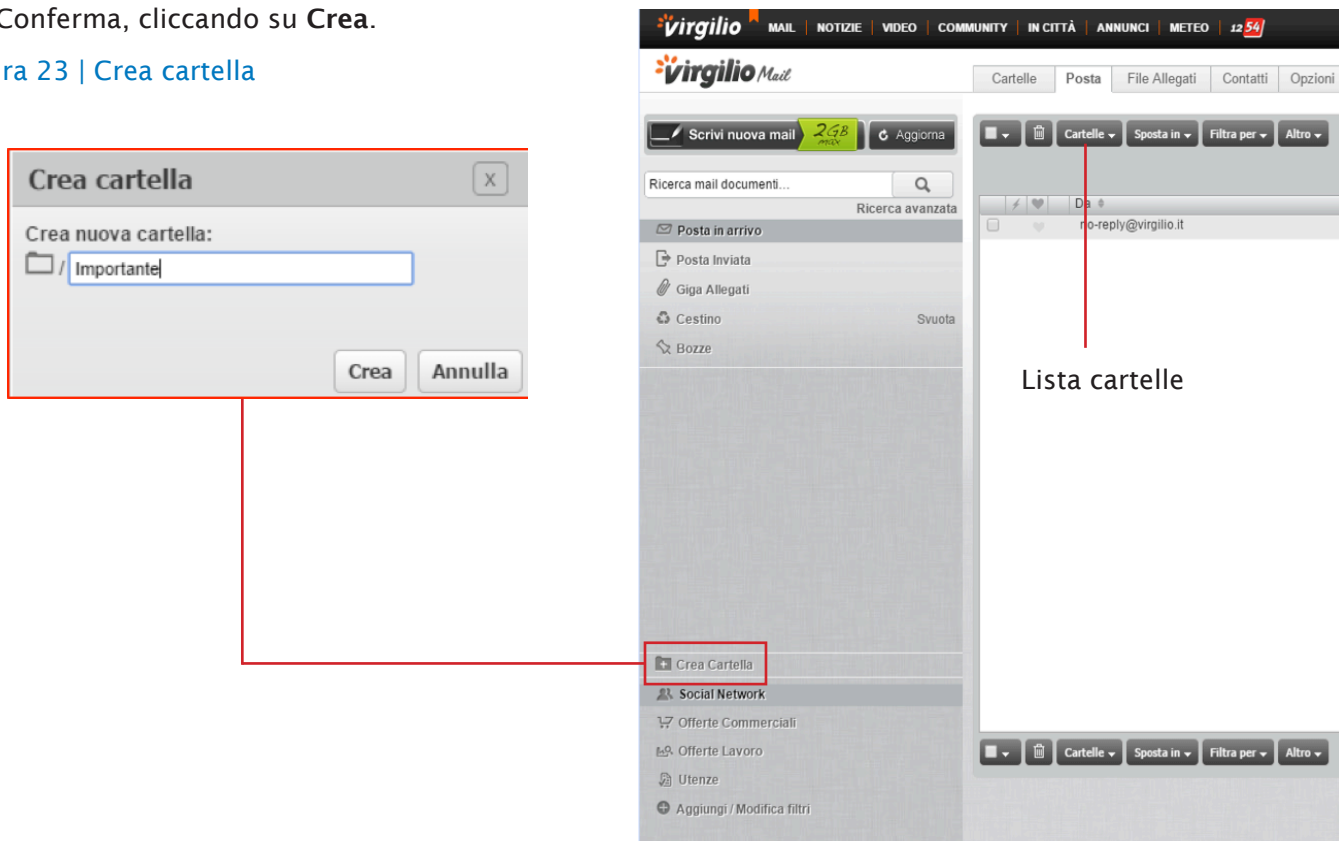 Conferma, cliccando su Crea.
ra 23 | Crea cartella
Crea cartella
X
Crea nuova cartella:
/ Importante
Crea Annulla
Virgilio MAIL | NOTIZIE | VIDEO | COMMUNITY | IN CITTÀ | ANNUNCI | METEO | 12 54
Virgilio Mail
Cartelle Posta File Allegati Contatti Opzioni
Scrivi nuova mail 2GB max Aggiorna
Cartelle Sposta in Filtra per Altro
Ricerca mail documenti...
Ricerca avanzata
Da
no-reply@virgilio.it
Posta in arrivo
Posta Inviata
Giga Allegati
Cestino Svuota
Bozze
Lista cartelle
Crea Cartella
Social Network
Offerte Commerciali
Offerte Lavoro
Utenze
Aggiungi / Modifica filtri
Cartelle Sposta in Filtra per Altro